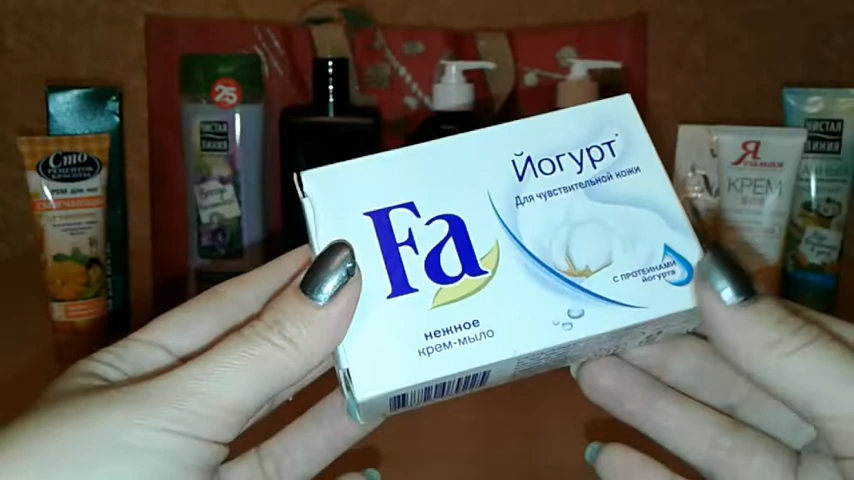 Fa
Йогурт
Для чувствительной кожи
С ПРОТЕИНАМИ
йогурта
нежное
крем-мыло
Сто
РЕЦЕПТОВ
КРАСОТЫ
25
ЧИСТАЯ
ЛИНИЯ
Я
КРЕМ
ЧИСТАЯ
ЛИНИЯ